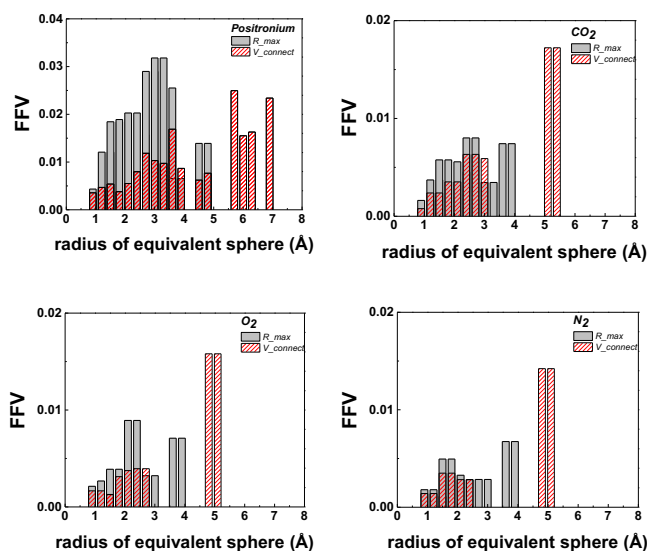 Positronium
R_max
V_connect
0.04
0.03
0.02
0.01
0.00
FFV
0 1 2 3 4 5 6 7 8
radius of equivalent sphere (Å)
CO2
R_max
V_connect
0.02
0.01
0.00
FFV
0 1 2 3 4 5 6 7 8
radius of equivalent sphere (Å)
O2
R_max
V_connect
0.02
0.01
0.00
FFV
0 1 2 3 4 5 6 7 8
radius of equivalent sphere (Å)
N2
R_max
V_connect
0.02
0.01
0.00
FFV
0 1 2 3 4 5 6 7 8
radius of equivalent sphere (Å)